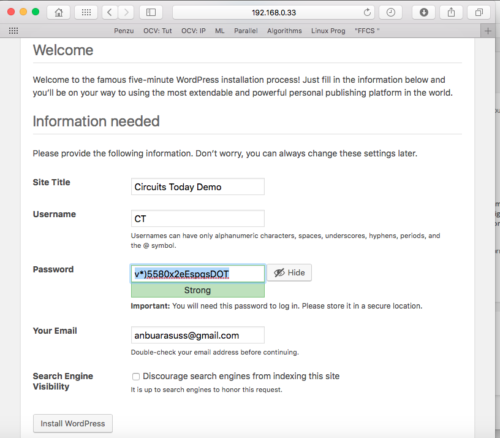 192.168.0.33
Penzu OCV: Tut OCV: IP ML Parallel Algorithms Linux Prog "FFCS "
Welcome
Welcome to the famous five-minute WordPress installation process! Just fill in the information below and
you'll be on your way to using the most extendable and powerful personal publishing platform in the world.
Information needed
Please provide the following information. Don't worry, you can always change these settings later.
Site Title Circuits Today Demo
Username CT
Usernames can have only alphanumeric characters, spaces, underscores, hyphens, periods, and
the @ symbol.
Password v*)5580x2eEspqsDOT Hide
Strong
Important: You will need this password to log in. Please store it in a secure location.
Your Email anbuarasuss@gmail.com
Double-check your email address before continuing.
Search Engine Discourage search engines from indexing this site
Visibility
It is up to search engines to honor this request.
Install WordPress